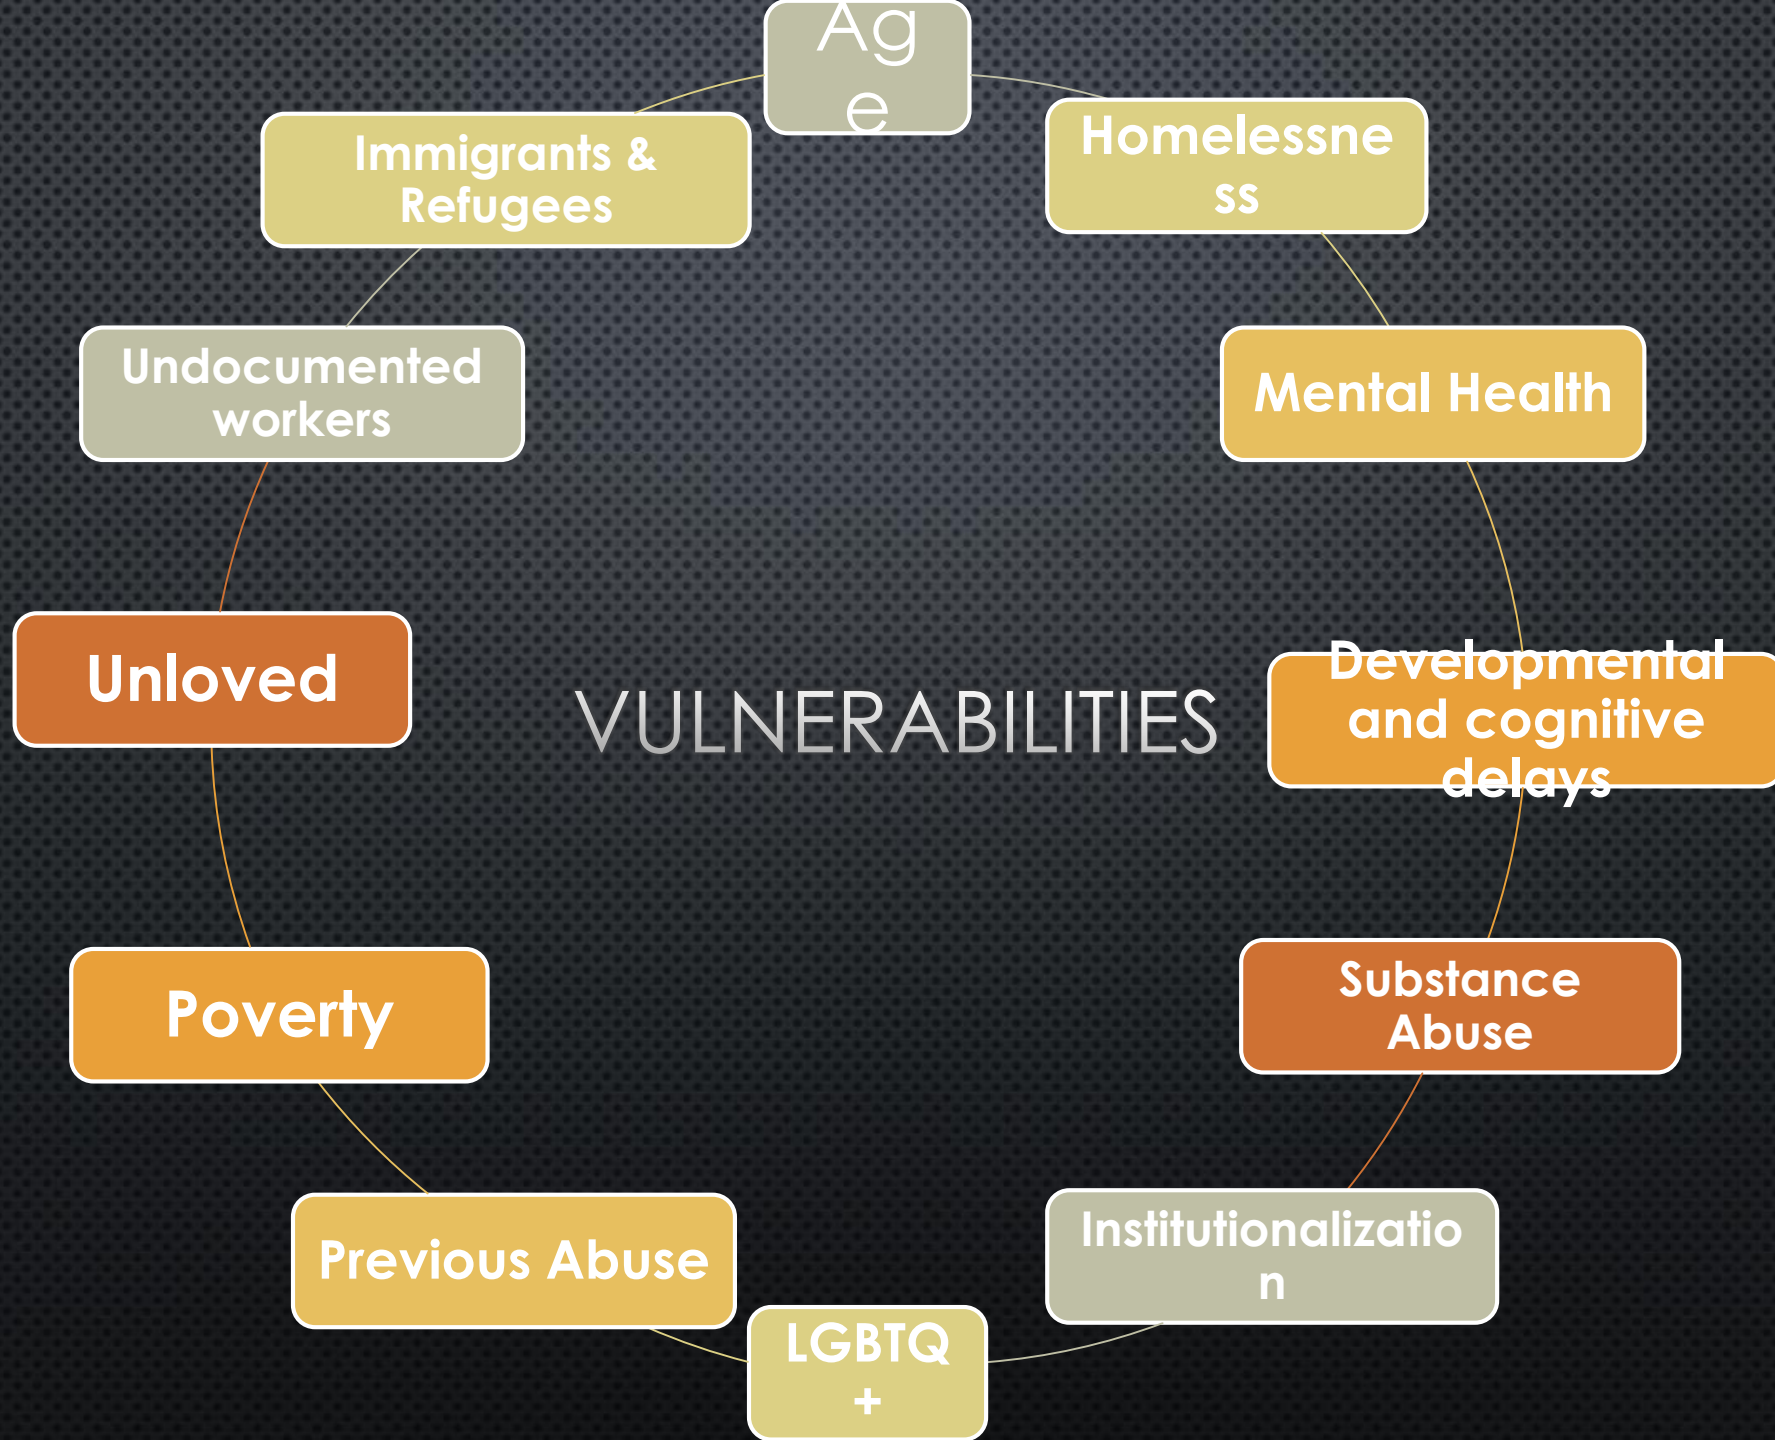 Ag
e
Homelessne
ss
Mental Health
Developmental
and cognitive
delays
Substance
Abuse
Institutionalizatio
n
LGBTQ
+
Previous Abuse
Poverty
Unloved
Undocumented
workers
Immigrants &
Refugees
VULNERABILITIES